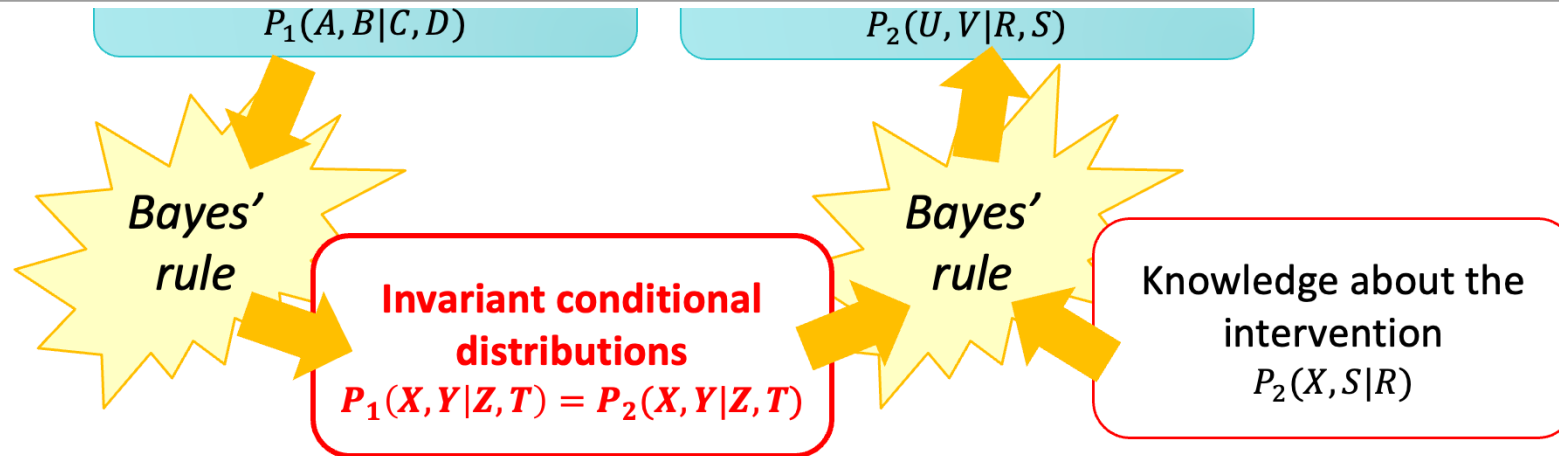 P₁(A, B|C, D)
P₂(U, V|R, S)
Bayes’
rule
Invariant conditional
distributions
P₁(X, Y|Z, T) = P₂(X, Y|Z, T)
Bayes’
rule
Knowledge about the
intervention
P₂(X, S|R)